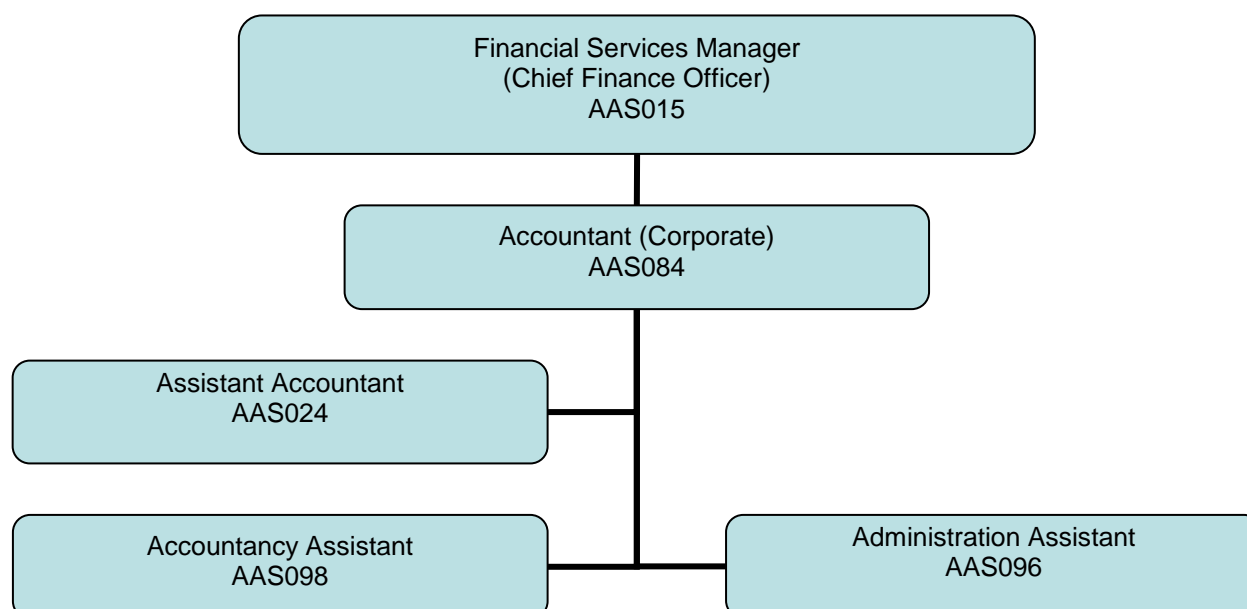 Financial Services Manager
(Chief Finance Officer)
AAS015
Accountant (Corporate)
AAS084
Assistant Accountant
AAS024
Accountancy Assistant
AAS098
Administration Assistant
AAS096